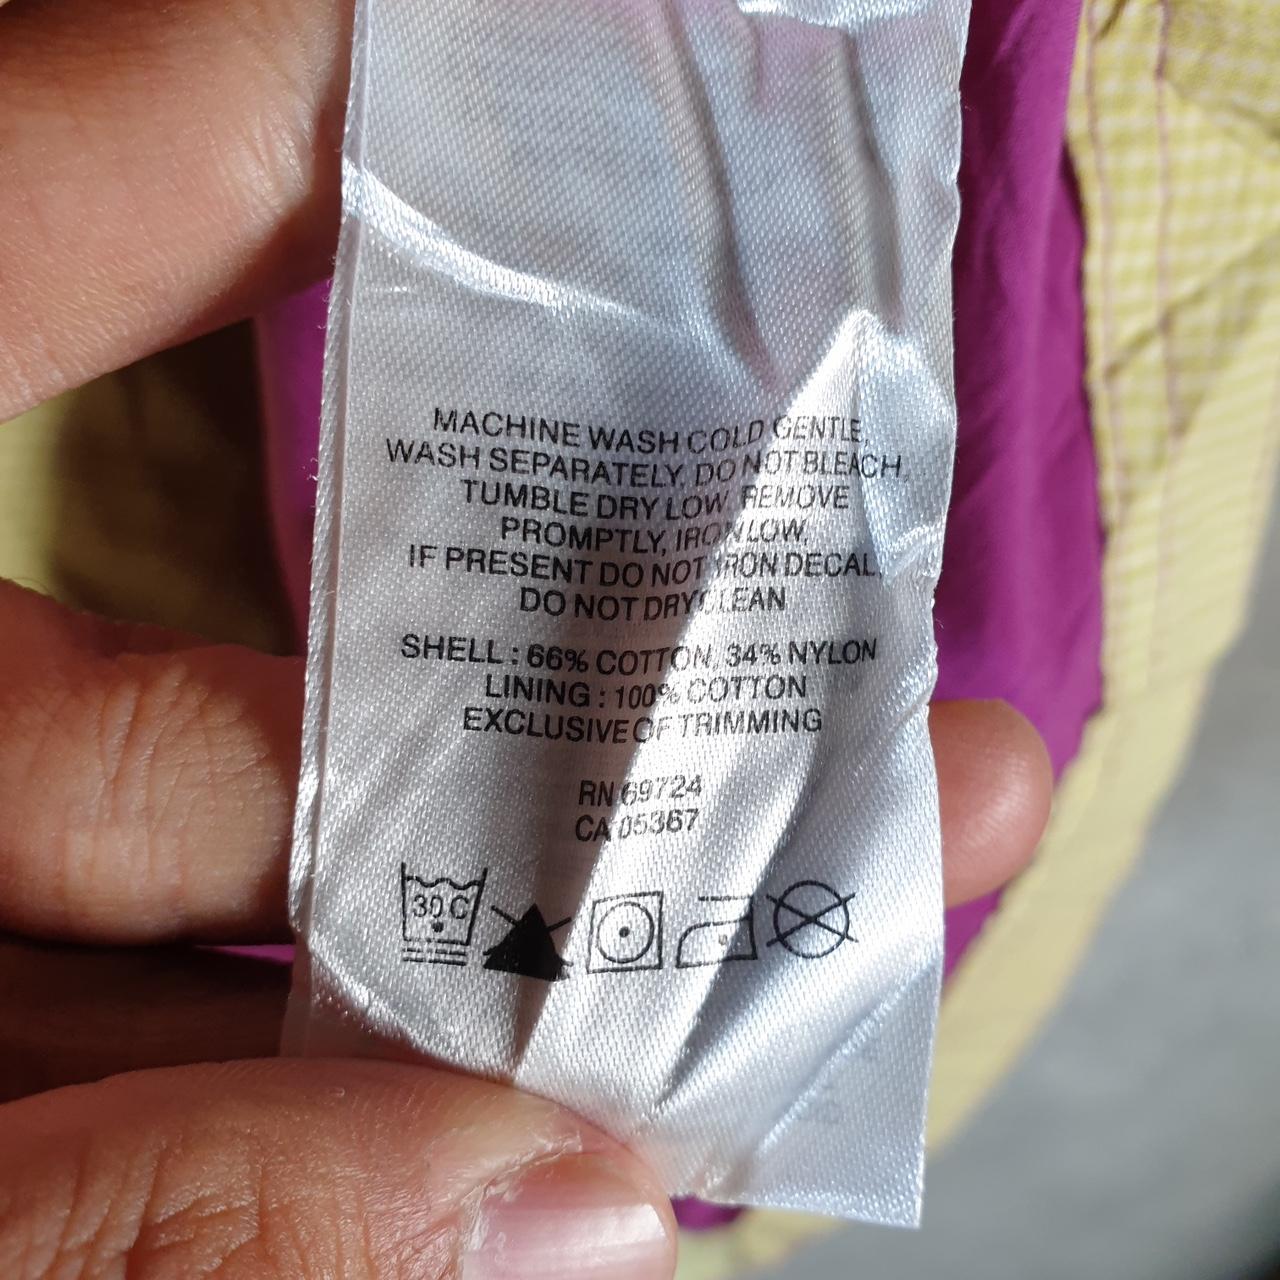 MACHINE WASH COLD GENTLE,
WASH SEPARATELY, DO NOT BLEACH,
TUMBLE DRY LOW, REMOVE
PROMPTLY, IRON LOW,
IF PRESENT DO NOT IRON DECAL,
DO NOT DRY CLEAN
SHELL : 66% COTTON, 34% NYLON
LINING : 100% COTTON
EXCLUSIVE OF TRIMMING
RN 69724
CA 05367
30 C